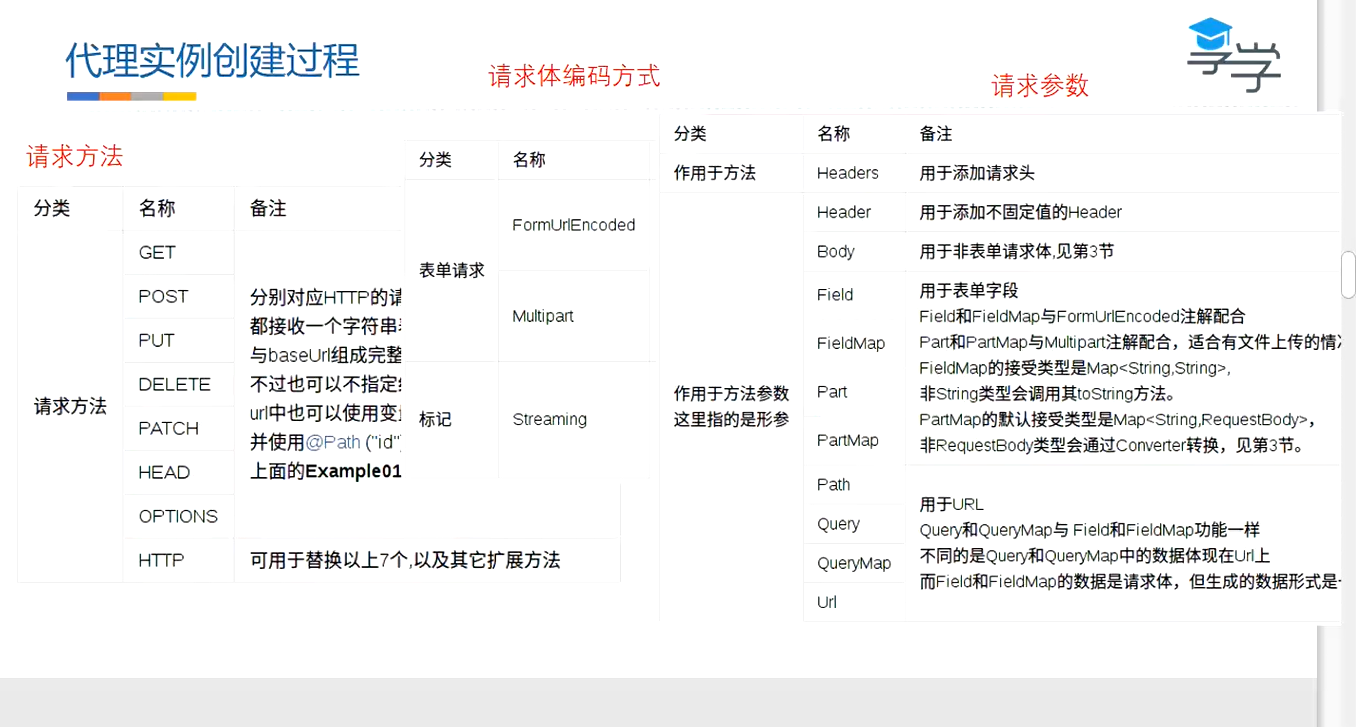 代理实例创建过程
享学
请求体编码方式
请求参数
请求方法
分类 名称 备注
请求方法
GET
POST
PUT
DELETE
PATCH
HEAD
OPTIONS
HTTP
分别对应HTTP的请
都接收一个字符串
与baseUrl组成完整
不过也可以不指定
url中也可以使用变
并使用@Path ("id")
上面的Example01
可用于替换以上7个,以及其它扩展方法
分类 名称
表单请求
FormUrlEncoded
Multipart
标记 Streaming
分类 名称 备注
作用于方法 Headers 用于添加请求头
作用于方法参数
这里指的是形参
Header 用于添加不固定值的Header
Body 用于非表单请求体,见第3节
Field
FieldMap
Part
PartMap
用于表单字段
Field和FieldMap与FormUrlEncoded注解配合
Part和PartMap与Multipart注解配合，适合有文件上传的情
FieldMap的接受类型是Map<String,String>,
非String类型会调用其toString方法。
PartMap的默认接受类型是Map<String,RequestBody>，
非RequestBody类型会通过Converter转换，见第3节。
Path
Query
QueryMap
Url
用于URL
Query和QueryMap与 Field和FieldMap功能一样
不同的是Query和QueryMap中的数据体现在Url上
而Field和FieldMap的数据是请求体，但生成的数据形式是